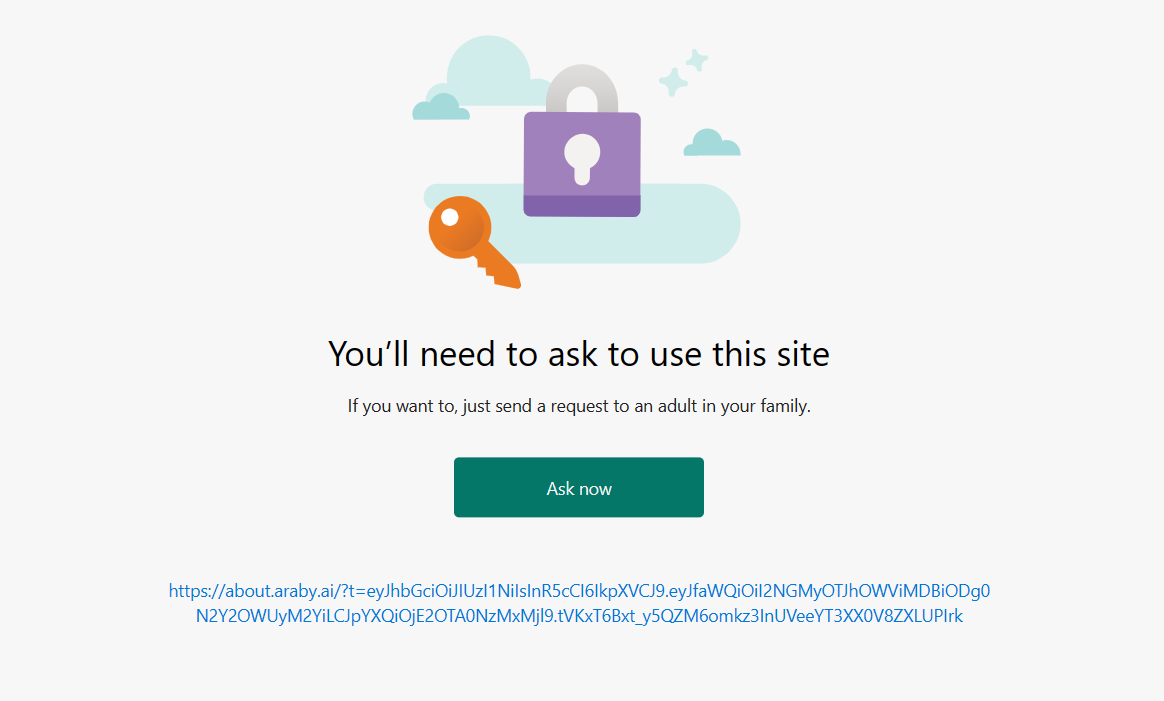 You'll need to ask to use this site
If you want to, just send a request to an adult in your family.
Ask now
https://about.araby.ai/?t=eyJhbGciOiJIUzI1NiIsInR5cCI6IkpXVCJ9.eyJfaWQiOiI2NGMyOTJhOWViMDBiODg0
N2Y2OWUyM2YiLCJpYXQiOjE2OTA0NzMxMjl9.tVKxT6Bxt_y5QZM6omkz3InUVeeYT3XX0V8ZXLUPIrk